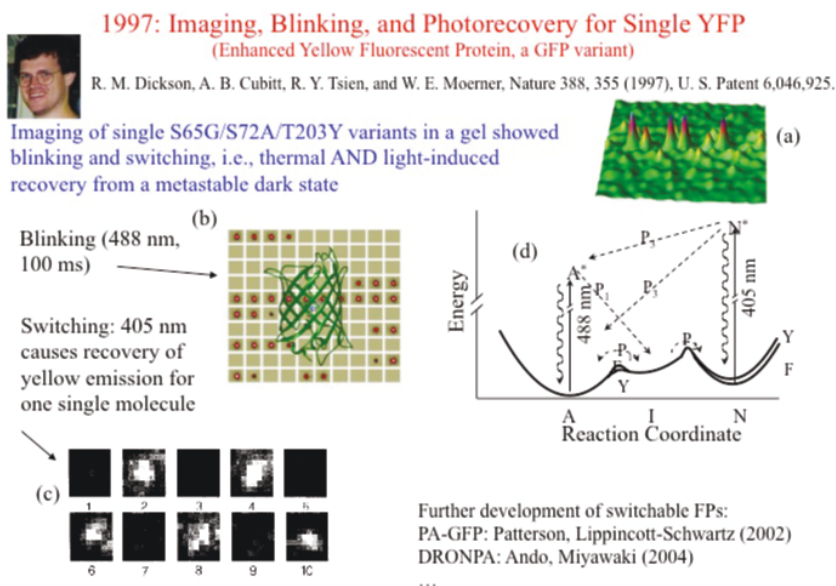 1997: Imaging, Blinking, and Photorecovery for Single YFP
(Enhanced Yellow Fluorescent Protein, a GFP variant)
R. M. Dickson, A. B. Cubitt, R. Y. Tsien, and W. E. Moerner, Nature 388, 355 (1997), U. S. Patent 6,046,925.
Imaging of single S65G/S72A/T203Y variants in a gel showed
blinking and switching, i.e., thermal AND light-induced
recovery from a metastable dark state
(a)
(b)
Blinking (488 nm,
100 ms)
Switching: 405 nm
causes recovery of
yellow emission for
one single molecule
(c)
1 2 3 4 5
6 7 8 9 10
(d)
Energy
A*
N*
488 nm
405 nm
P1
Y
Y
F
A I N
Reaction Coordinate
Further development of switchable FPs:
PA-GFP: Patterson, Lippincott-Schwartz (2002)
DRONPA: Ando, Miyawaki (2004)
...